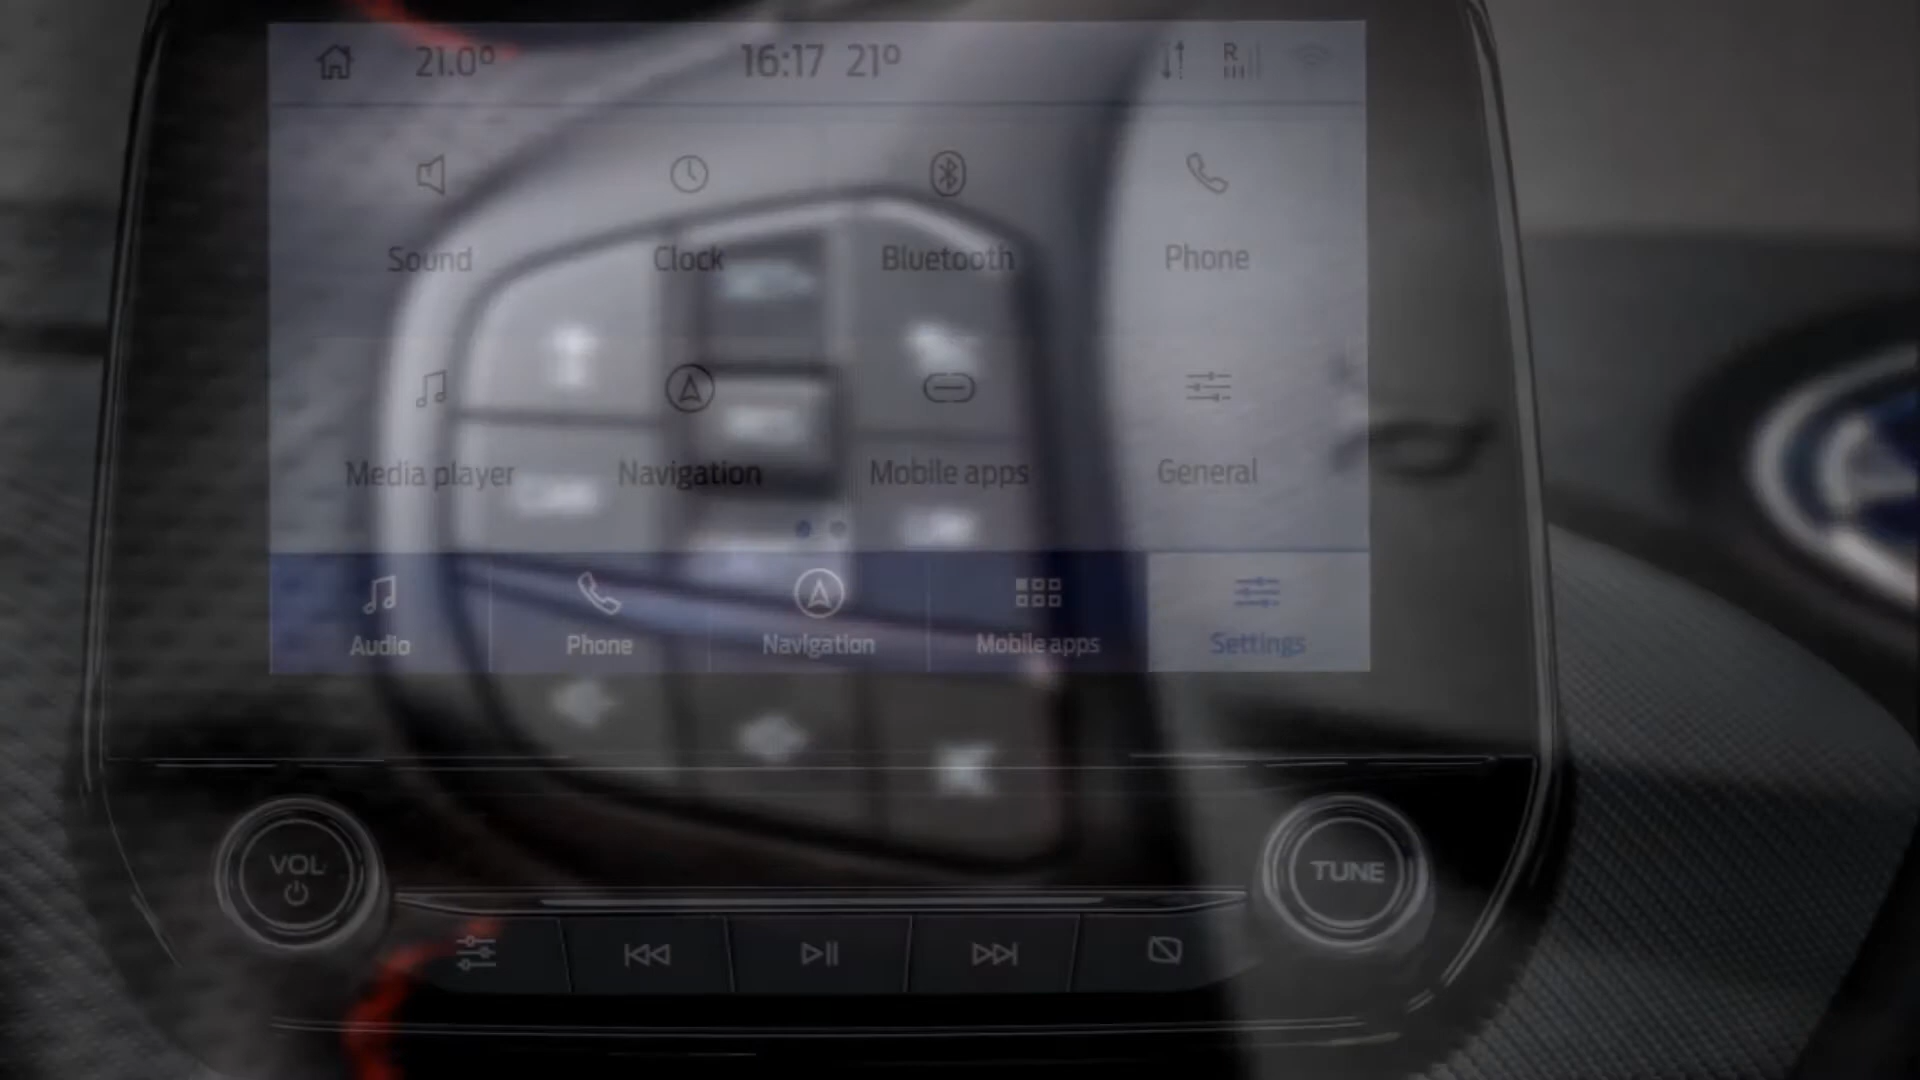 21.0° 16:17 21° R
Sound Clock Bluetooth Phone
Media player Navigation Mobile apps General
Audio Phone Navigation Mobile apps Settings
VOL TUNE